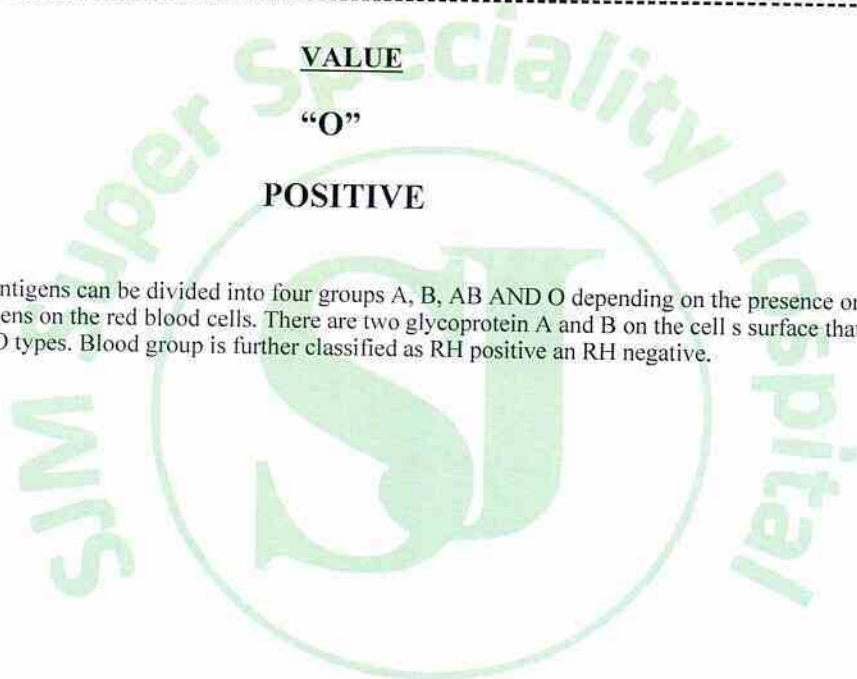 VALUE
“O”
POSITIVE
ntigens can be divided into four groups A, B, AB AND O depending on the presence or
ens on the red blood cells. There are two glycoprotein A and B on the cell s surface that
O types. Blood group is further classified as RH positive an RH negative.
SJM Super Speciality Hospital
SJ